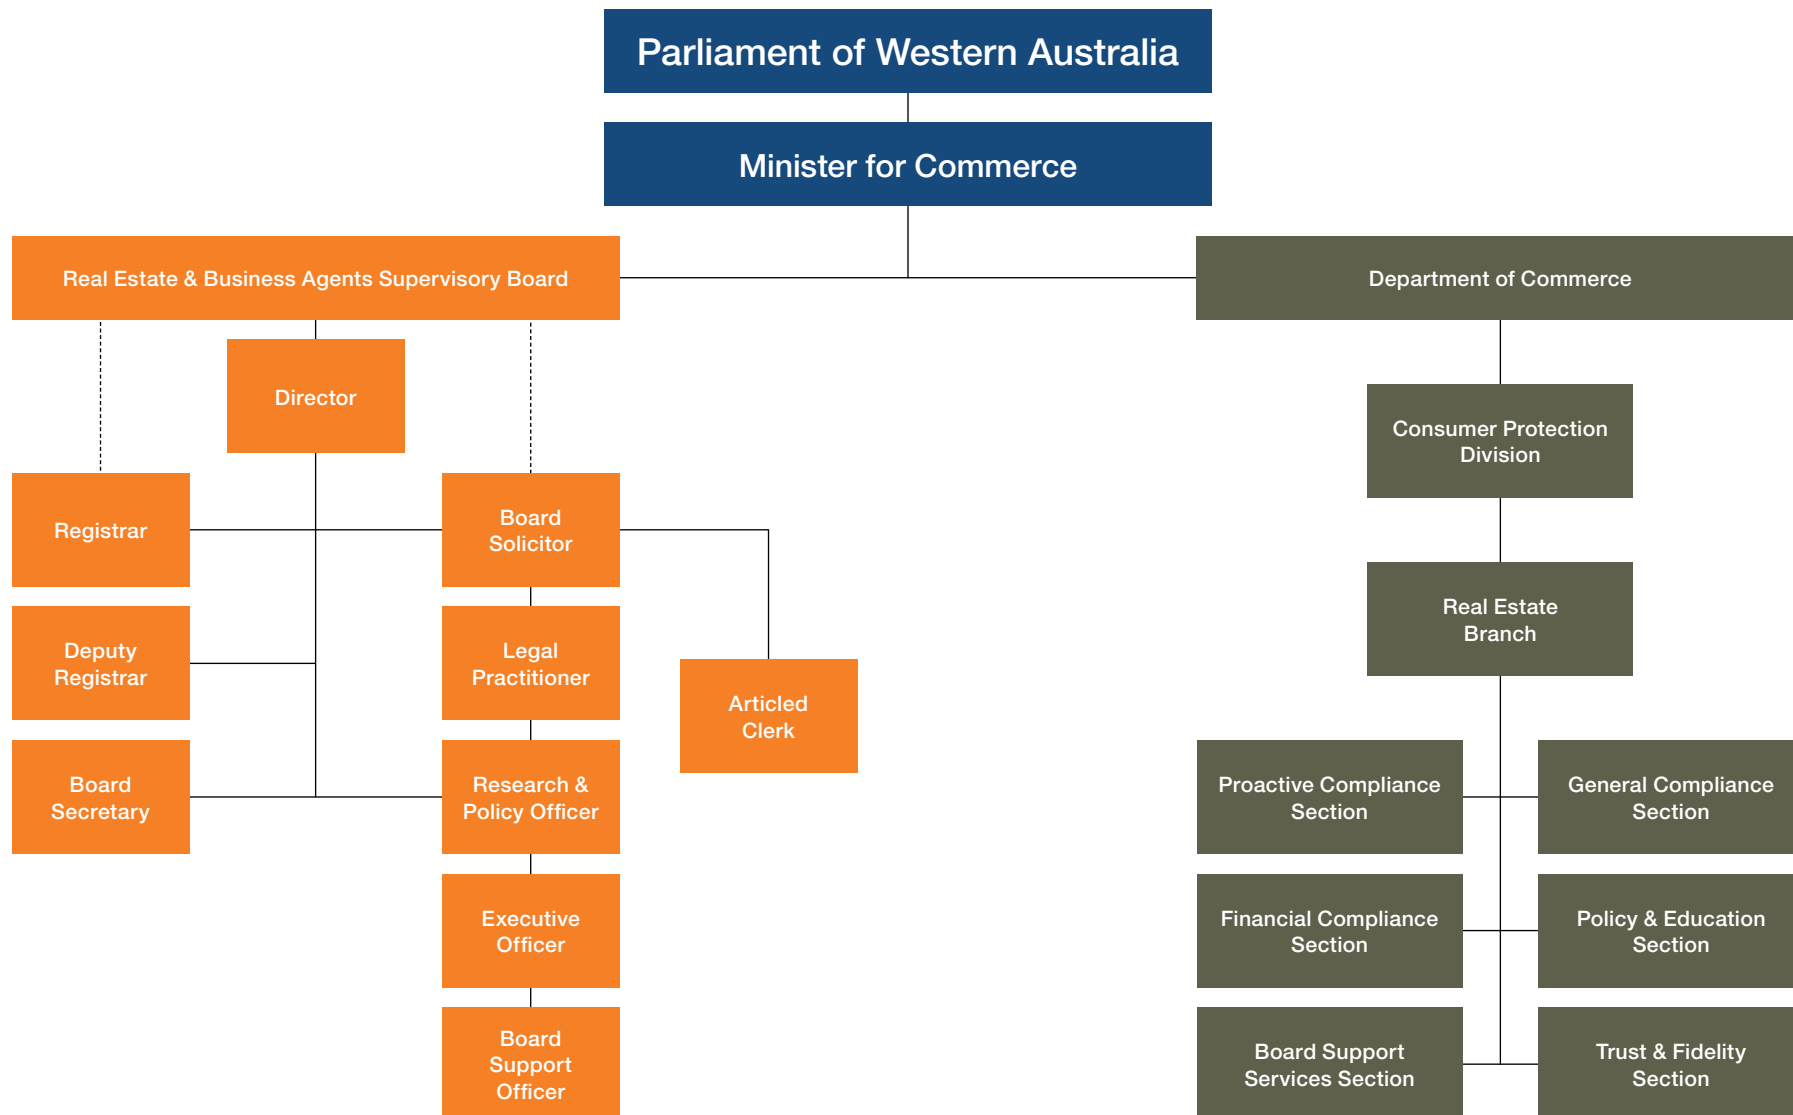 Parliament of Western Australia
Minister for Commerce
Real Estate & Business Agents Supervisory Board
Department of Commerce
Director
Consumer Protection
Division
Registrar
Board
Solicitor
Real Estate
Branch
Deputy
Registrar
Legal
Practitioner
Articled
Clerk
Board
Secretary
Research &
Policy Officer
Proactive Compliance
Section
General Compliance
Section
Executive
Officer
Financial Compliance
Section
Policy & Education
Section
Board
Support
Officer
Board Support
Services Section
Trust & Fidelity
Section